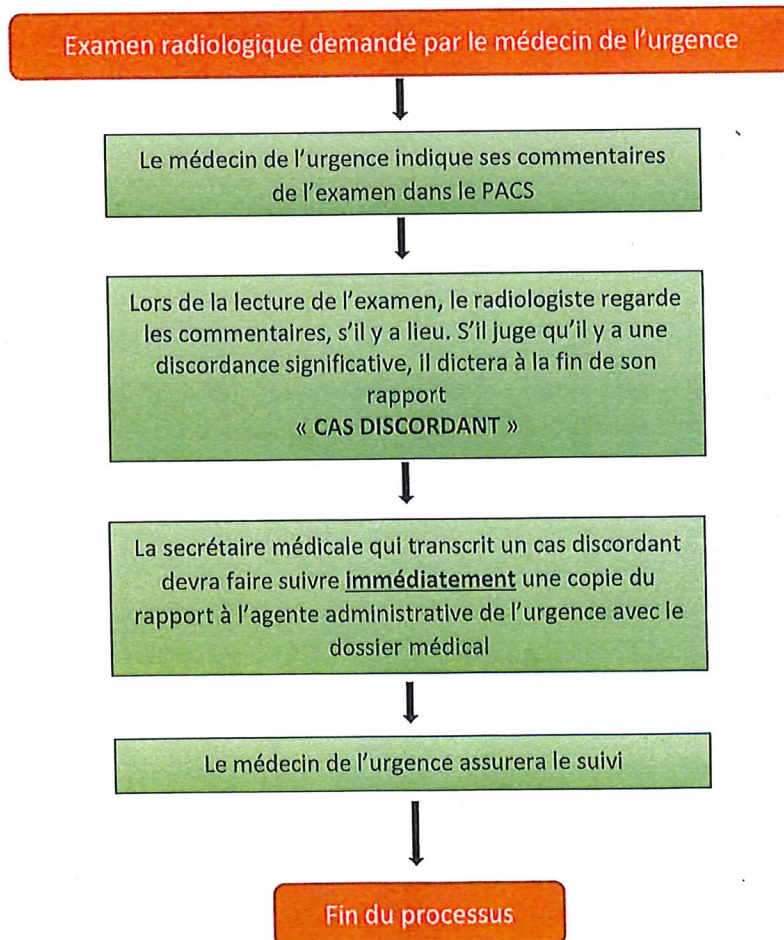 Examen radiologique demandé par le médecin de l'urgence
Le médecin de l'urgence indique ses commentaires
de l'examen dans le PACS
Lors de la lecture de l'examen, le radiologiste regarde
les commentaires, s'il y a lieu. S'il juge qu'il y a une
discordance significative, il dictera à la fin de son
rapport
« CAS DISCORDANT »
La secrétaire médicale qui transcrit un cas discordant
devra faire suivre immédiatement une copie du
rapport à l'agente administrative de l'urgence avec le
dossier médical
Le médecin de l'urgence assurera le suivi
Fin du processus